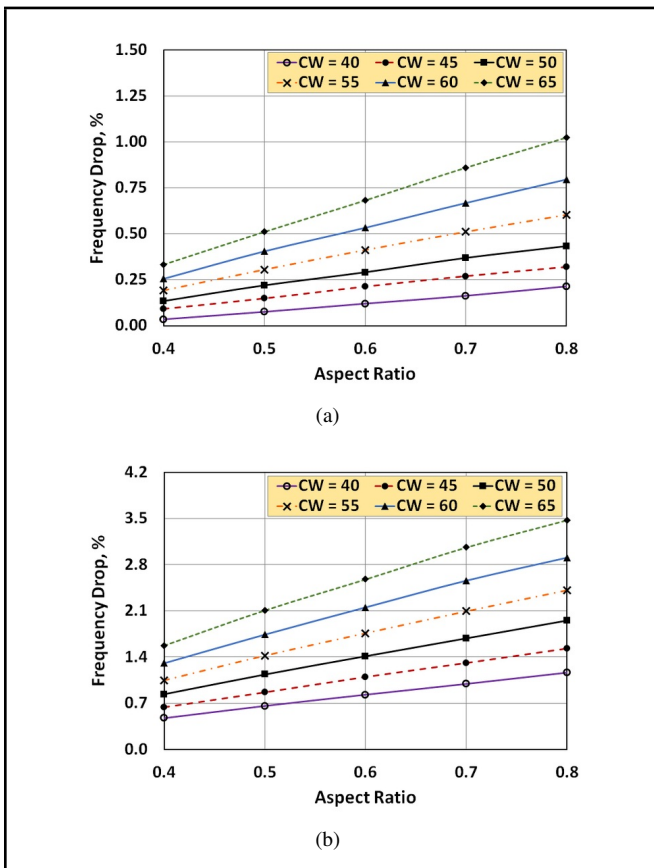 1.50
1.25
1.00
0.75
0.50
0.25
0.00
Frequency Drop, %
CW = 40 CW = 45 CW = 50
CW = 55 CW = 60 CW = 65
0.4 0.5 0.6 0.7 0.8
Aspect Ratio
(a)
4.2
3.5
2.8
2.1
1.4
0.7
0.0
Frequency Drop, %
CW = 40 CW = 45 CW = 50
CW = 55 CW = 60 CW = 65
0.4 0.5 0.6 0.7 0.8
Aspect Ratio
(b)